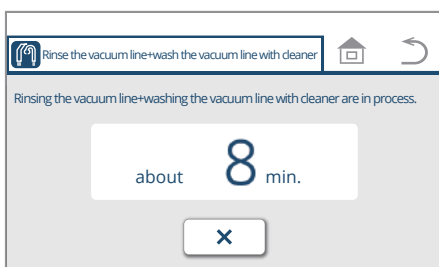 Rinse the vacuum line+wash the vacuum line with cleaner
Rinsing the vacuum line+washing the vacuum line with cleaner are in process.
about 8 min.